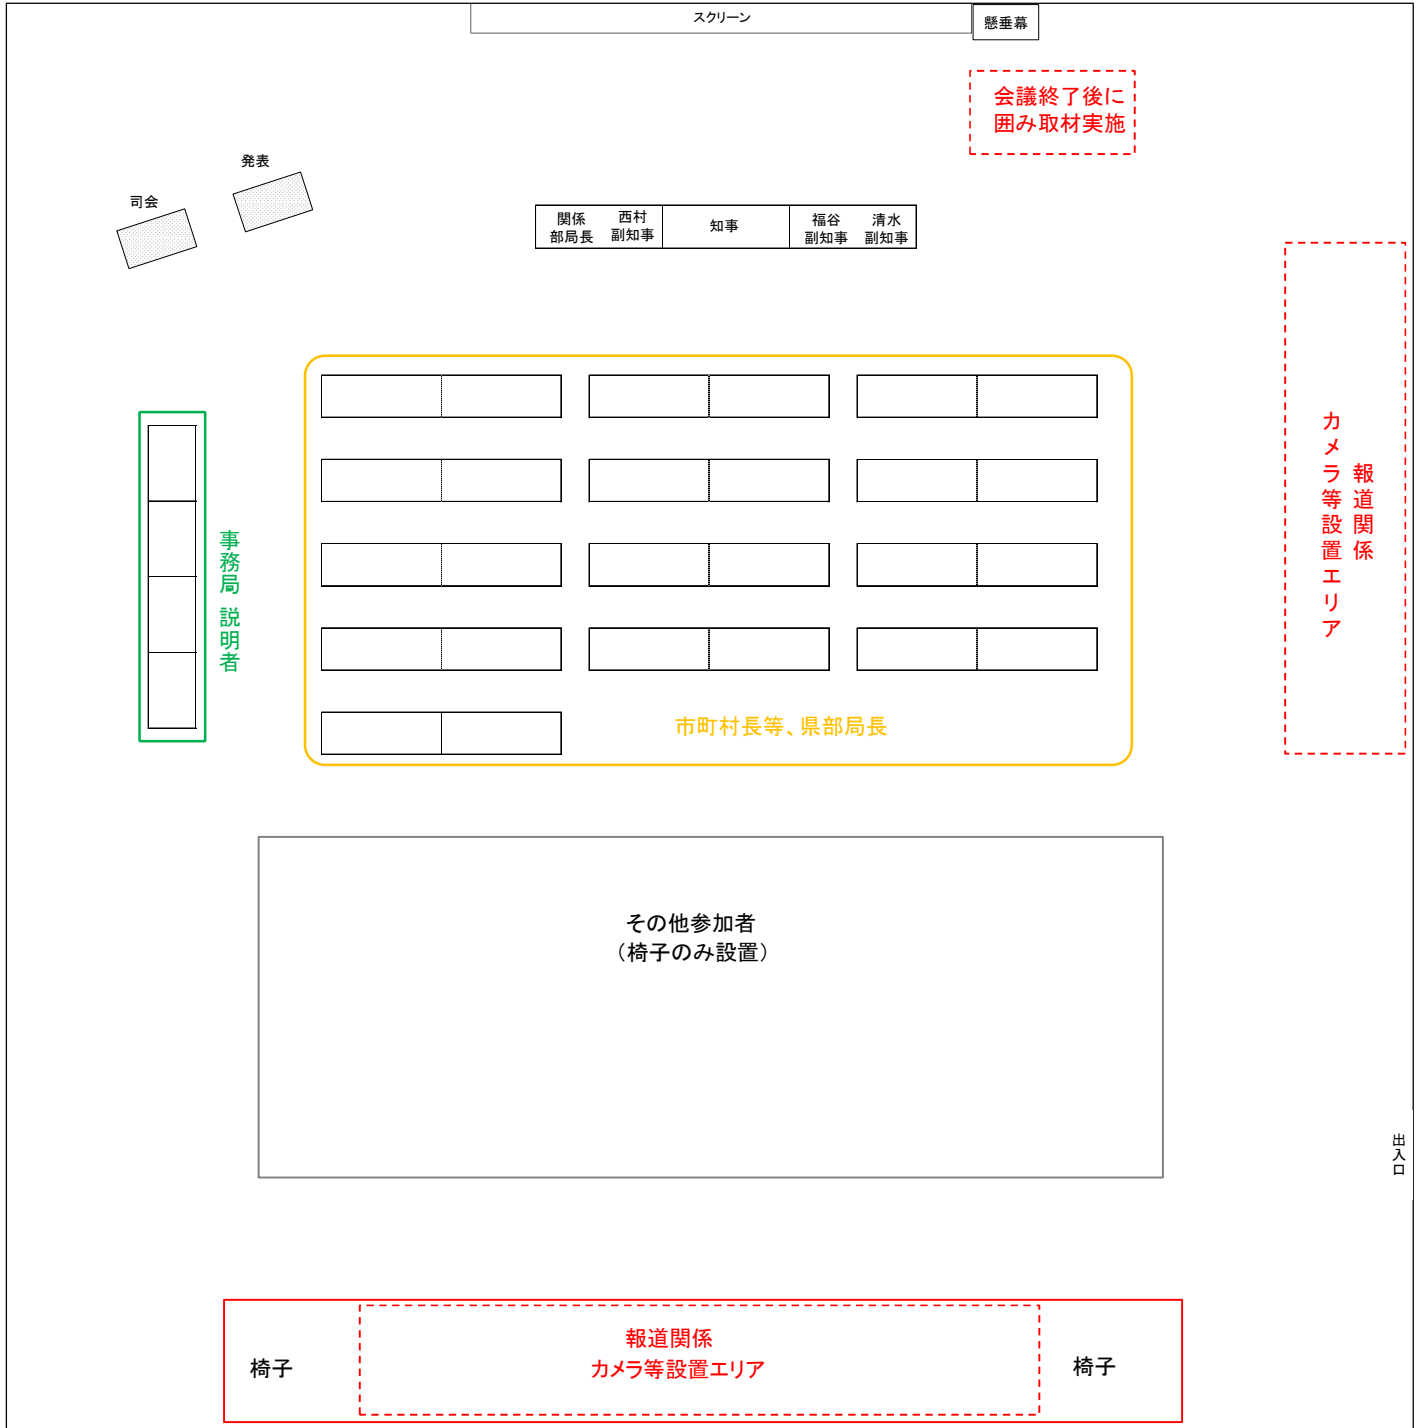 スクリーン
懸垂幕
会議終了後に
囲み取材実施
発表
司会
関係
部局長
西村
副知事
知事
福谷
副知事
清水
副知事
報道関係
カメラ等設置エリア
事務局 説明者
市町村長等、県部局長
その他参加者
（椅子のみ設置）
出入口
報道関係
カメラ等設置エリア
椅子
椅子